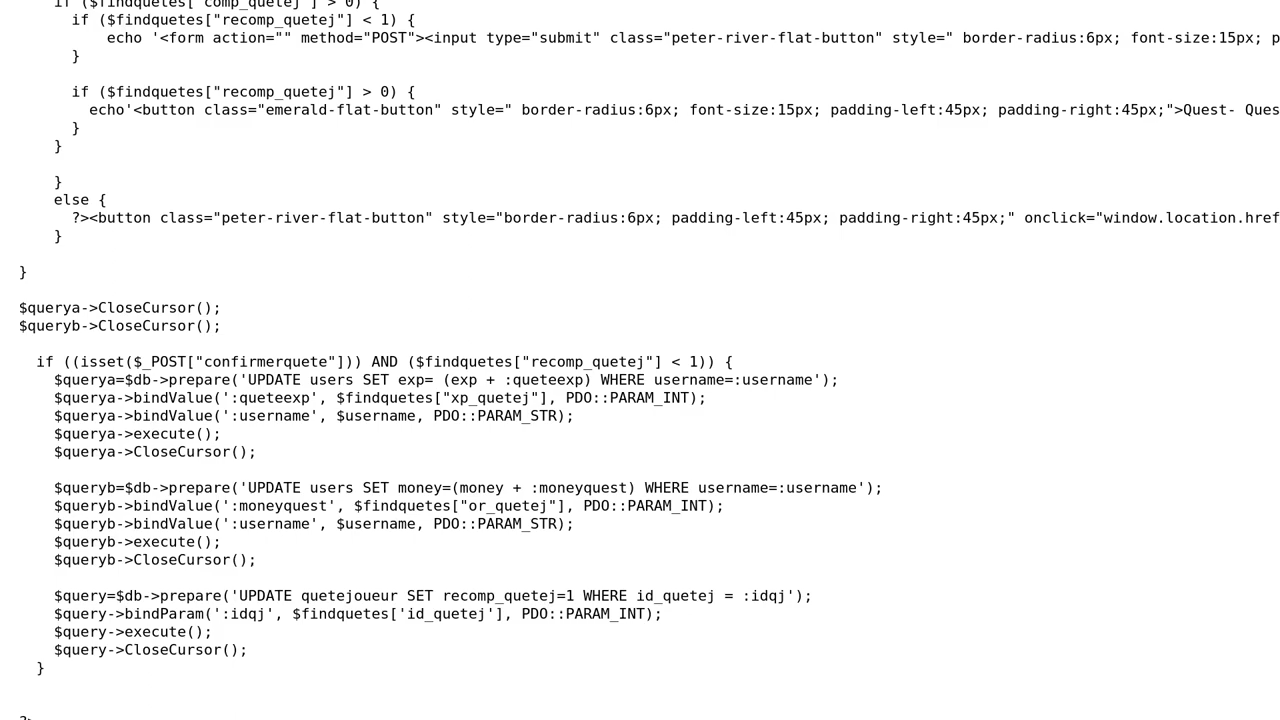 if ($findquetes["comp_quetej"] > 0) {
if ($findquetes["recomp_quetej"] < 1) {
echo '<form action="" method="POST"><input type="submit" class="peter-river-flat-button" style=" border-radius:6px; font-size:15px; p
}
if ($findquetes["recomp_quetej"] > 0) {
echo'<button class="emerald-flat-button" style=" border-radius:6px; font-size:15px; padding-left:45px; padding-right:45px;">Quest- Ques
}
}
}
else {
?><button class="peter-river-flat-button" style="border-radius:6px; padding-left:45px; padding-right:45px;" onclick="window.location.href
}
}
$querya->CloseCursor();
$queryb->CloseCursor();
if ((isset($_POST["confirmerquete"])) AND ($findquetes["recomp_quetej"] < 1)) {
$querya=$db->prepare('UPDATE users SET exp= (exp + :queteexp) WHERE username=:username');
$querya->bindValue(':queteexp', $findquetes["xp_quetej"], PDO::PARAM_INT);
$querya->bindValue(':username', $username, PDO::PARAM_STR);
$querya->execute();
$querya->CloseCursor();
$queryb=$db->prepare('UPDATE users SET money=(money + :moneyquest) WHERE username=:username');
$queryb->bindValue(':moneyquest', $findquetes["or_quetej"], PDO::PARAM_INT);
$queryb->bindValue(':username', $username, PDO::PARAM_STR);
$queryb->execute();
$queryb->CloseCursor();
$query=$db->prepare('UPDATE quetejoueur SET recomp_quetej=1 WHERE id_quetej = :idqj');
$query->bindParam(':idqj', $findquetes['id_quetej'], PDO::PARAM_INT);
$query->execute();
$query->CloseCursor();
}